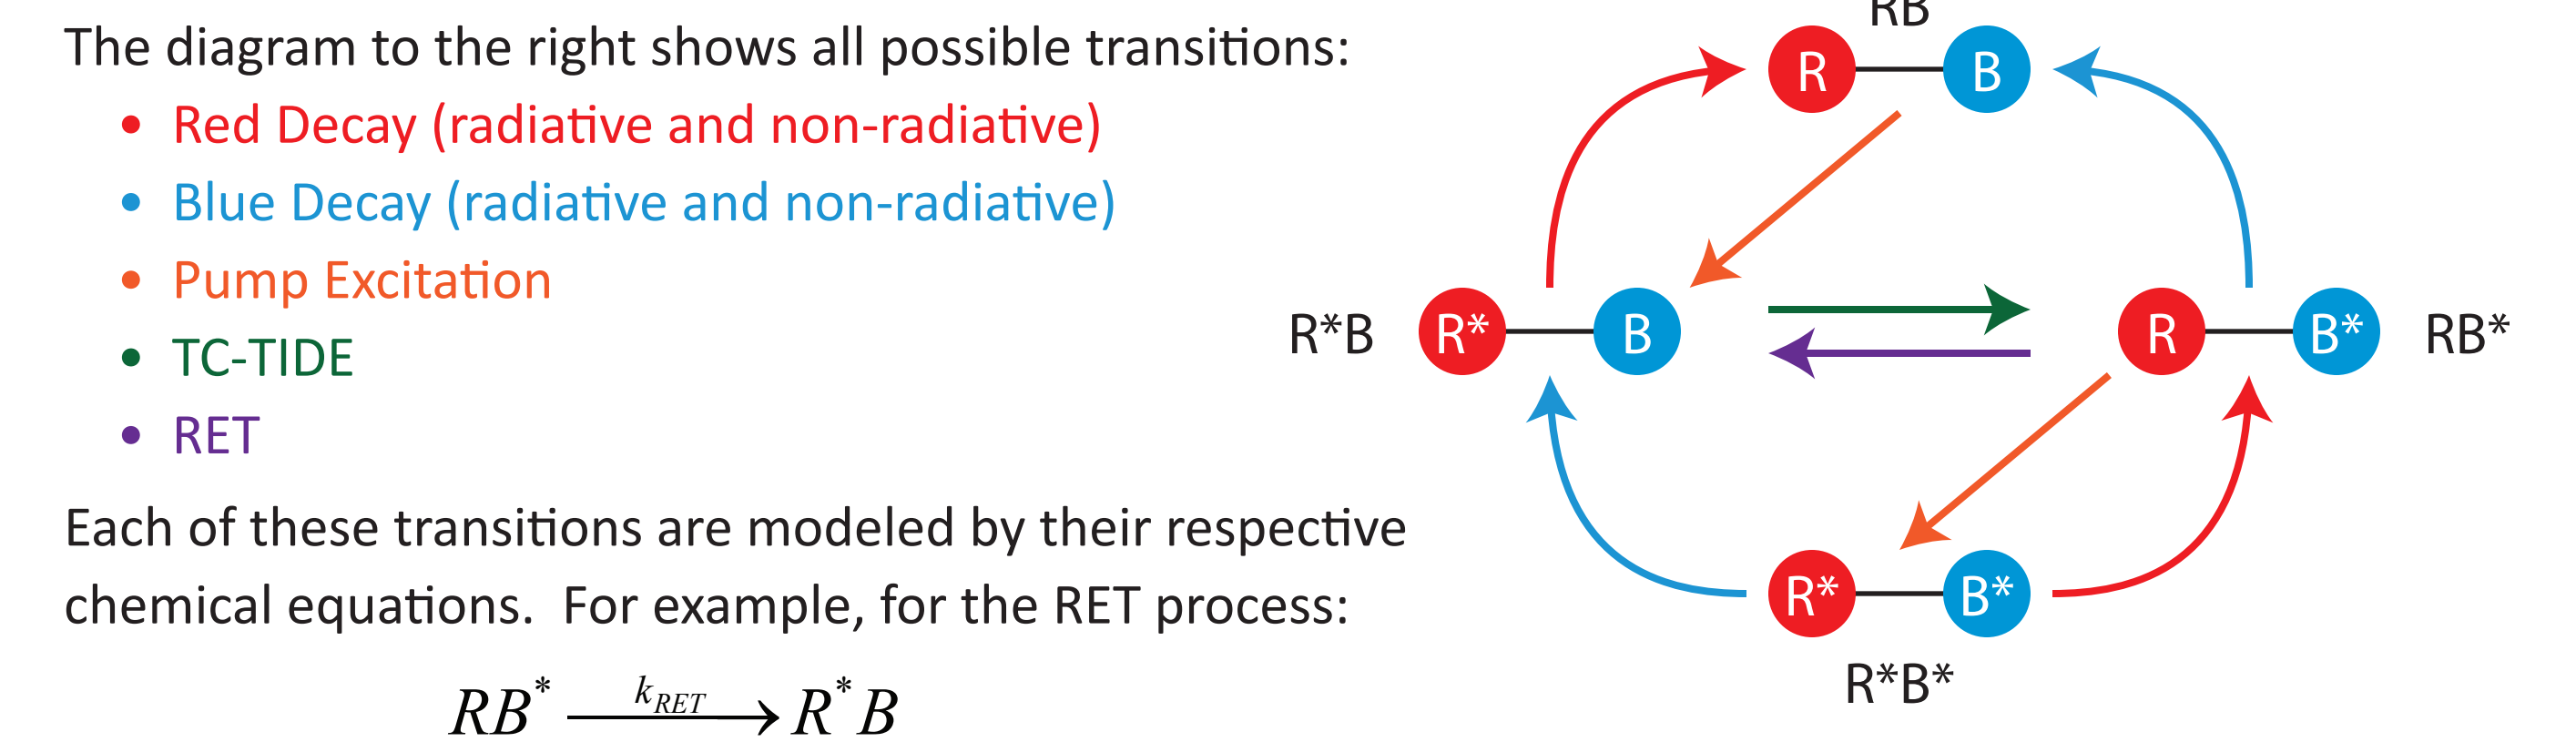 The diagram to the right shows all possible transitions:
• Red Decay (radiative and non-radiative)
• Blue Decay (radiative and non-radiative)
• Pump Excitation
• TC-TIDE
• RET
Each of these transitions are modeled by their respective
chemical equations. For example, for the RET process:
RB* k_RET → R*B
RB
R B
R*B R* B R B* RB*
R* B*
R*B*